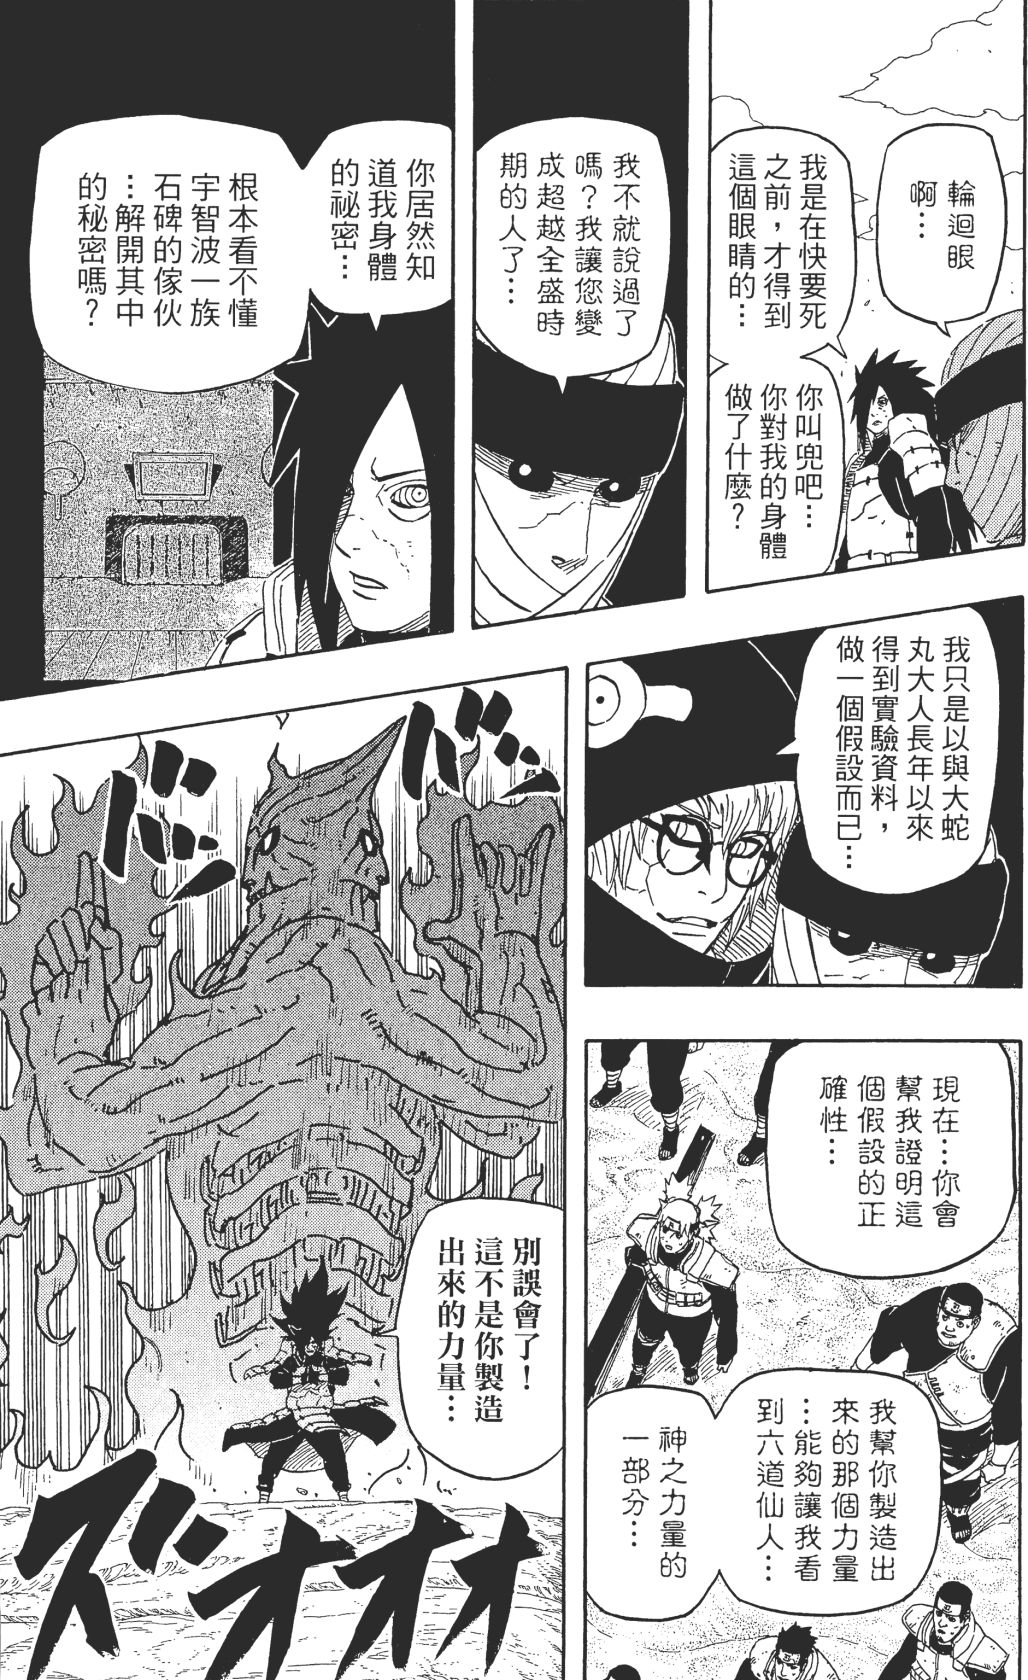 輪迴眼
啊…
我是在快要死
之前，才得到
這個眼睛的…
你叫兜吧…
你對我的身體
做了什麼？
我不就說過了
嗎？我讓您變
成超越全盛時
期的人了…
你居然知
道我身體
的祕密…
根本看不懂
宇智波一族
石碑的傢伙
…解開其中
的秘密嗎？
我只是以與大蛇
丸大人長年以來
得到實驗資料，
做一個假設而已…
現在…你會
幫我證明這
個假設的正
確性…
我幫你製造出
來的那個力量
…能夠讓我看
到六道仙人…
神之力量的
一部分…
ドドド
別誤會了！
這不是你製造
出來的力量…
ズオオオ